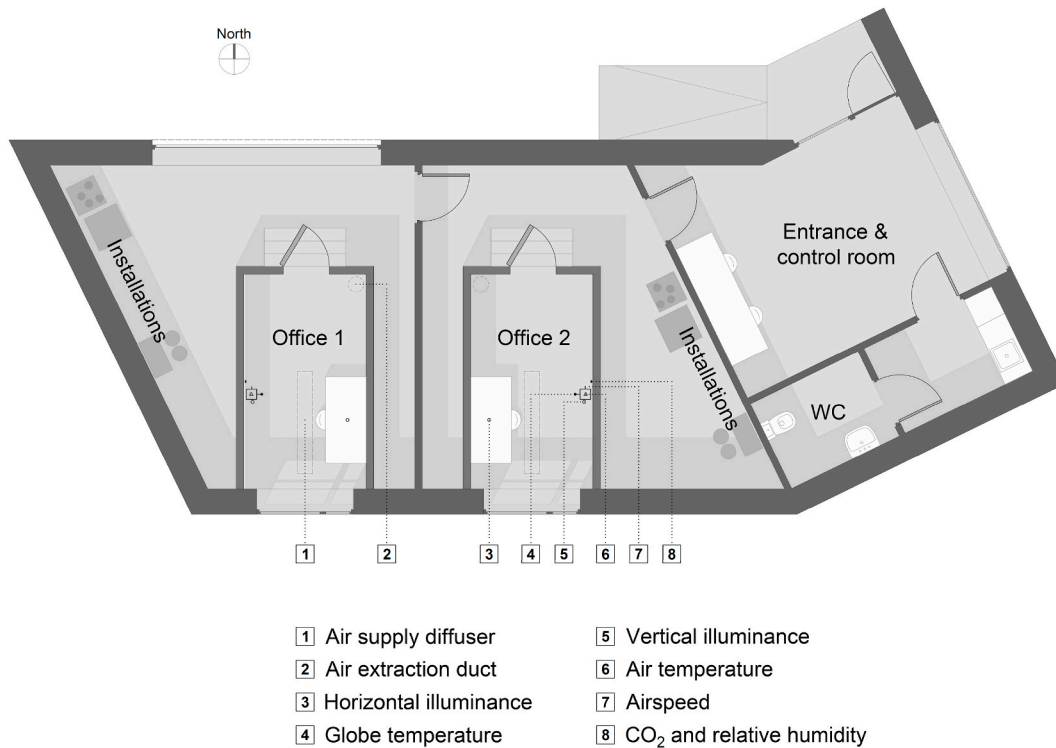 North
Entrance &
control room
Installations
Office 1
Office 2
Installations
WC
1 2 3 4 5 6 7 8
1 Air supply diffuser
2 Air extraction duct
3 Horizontal illuminance
4 Globe temperature
5 Vertical illuminance
6 Air temperature
7 Airspeed
8 CO₂ and relative humidity